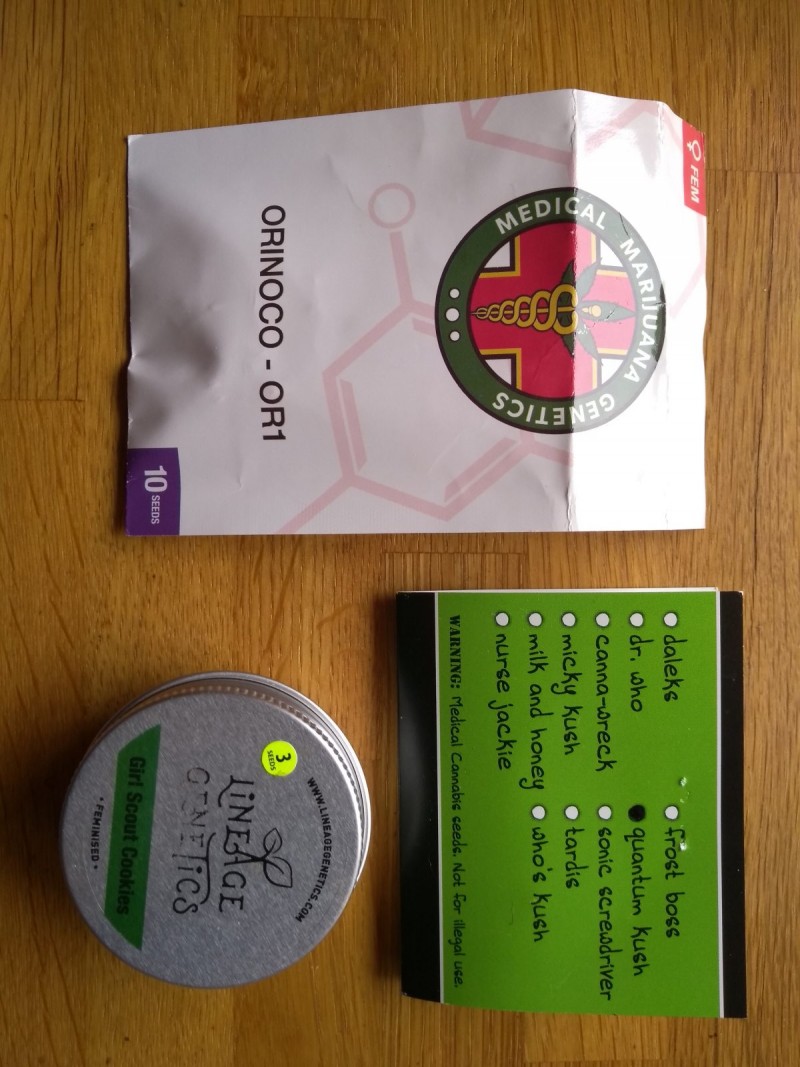 ♀ FEM
MEDICAL MARIJUANA GENETICS
ORINOCO - OR1
10 SEEDS
daleks
dr. who
canna-wreck
micky kush
milk and honey
nurse jackie
frost boss
quantum kush
sonic screwdriver
tardis
who's kush
WARNING: Medical Cannabis seeds. Not for illegal use.
WWW.LINEAGEGENETICS.COM
3
SEEDS
LINEAGE
GENETICS
Girl Scout Cookies
• FEMINISED •